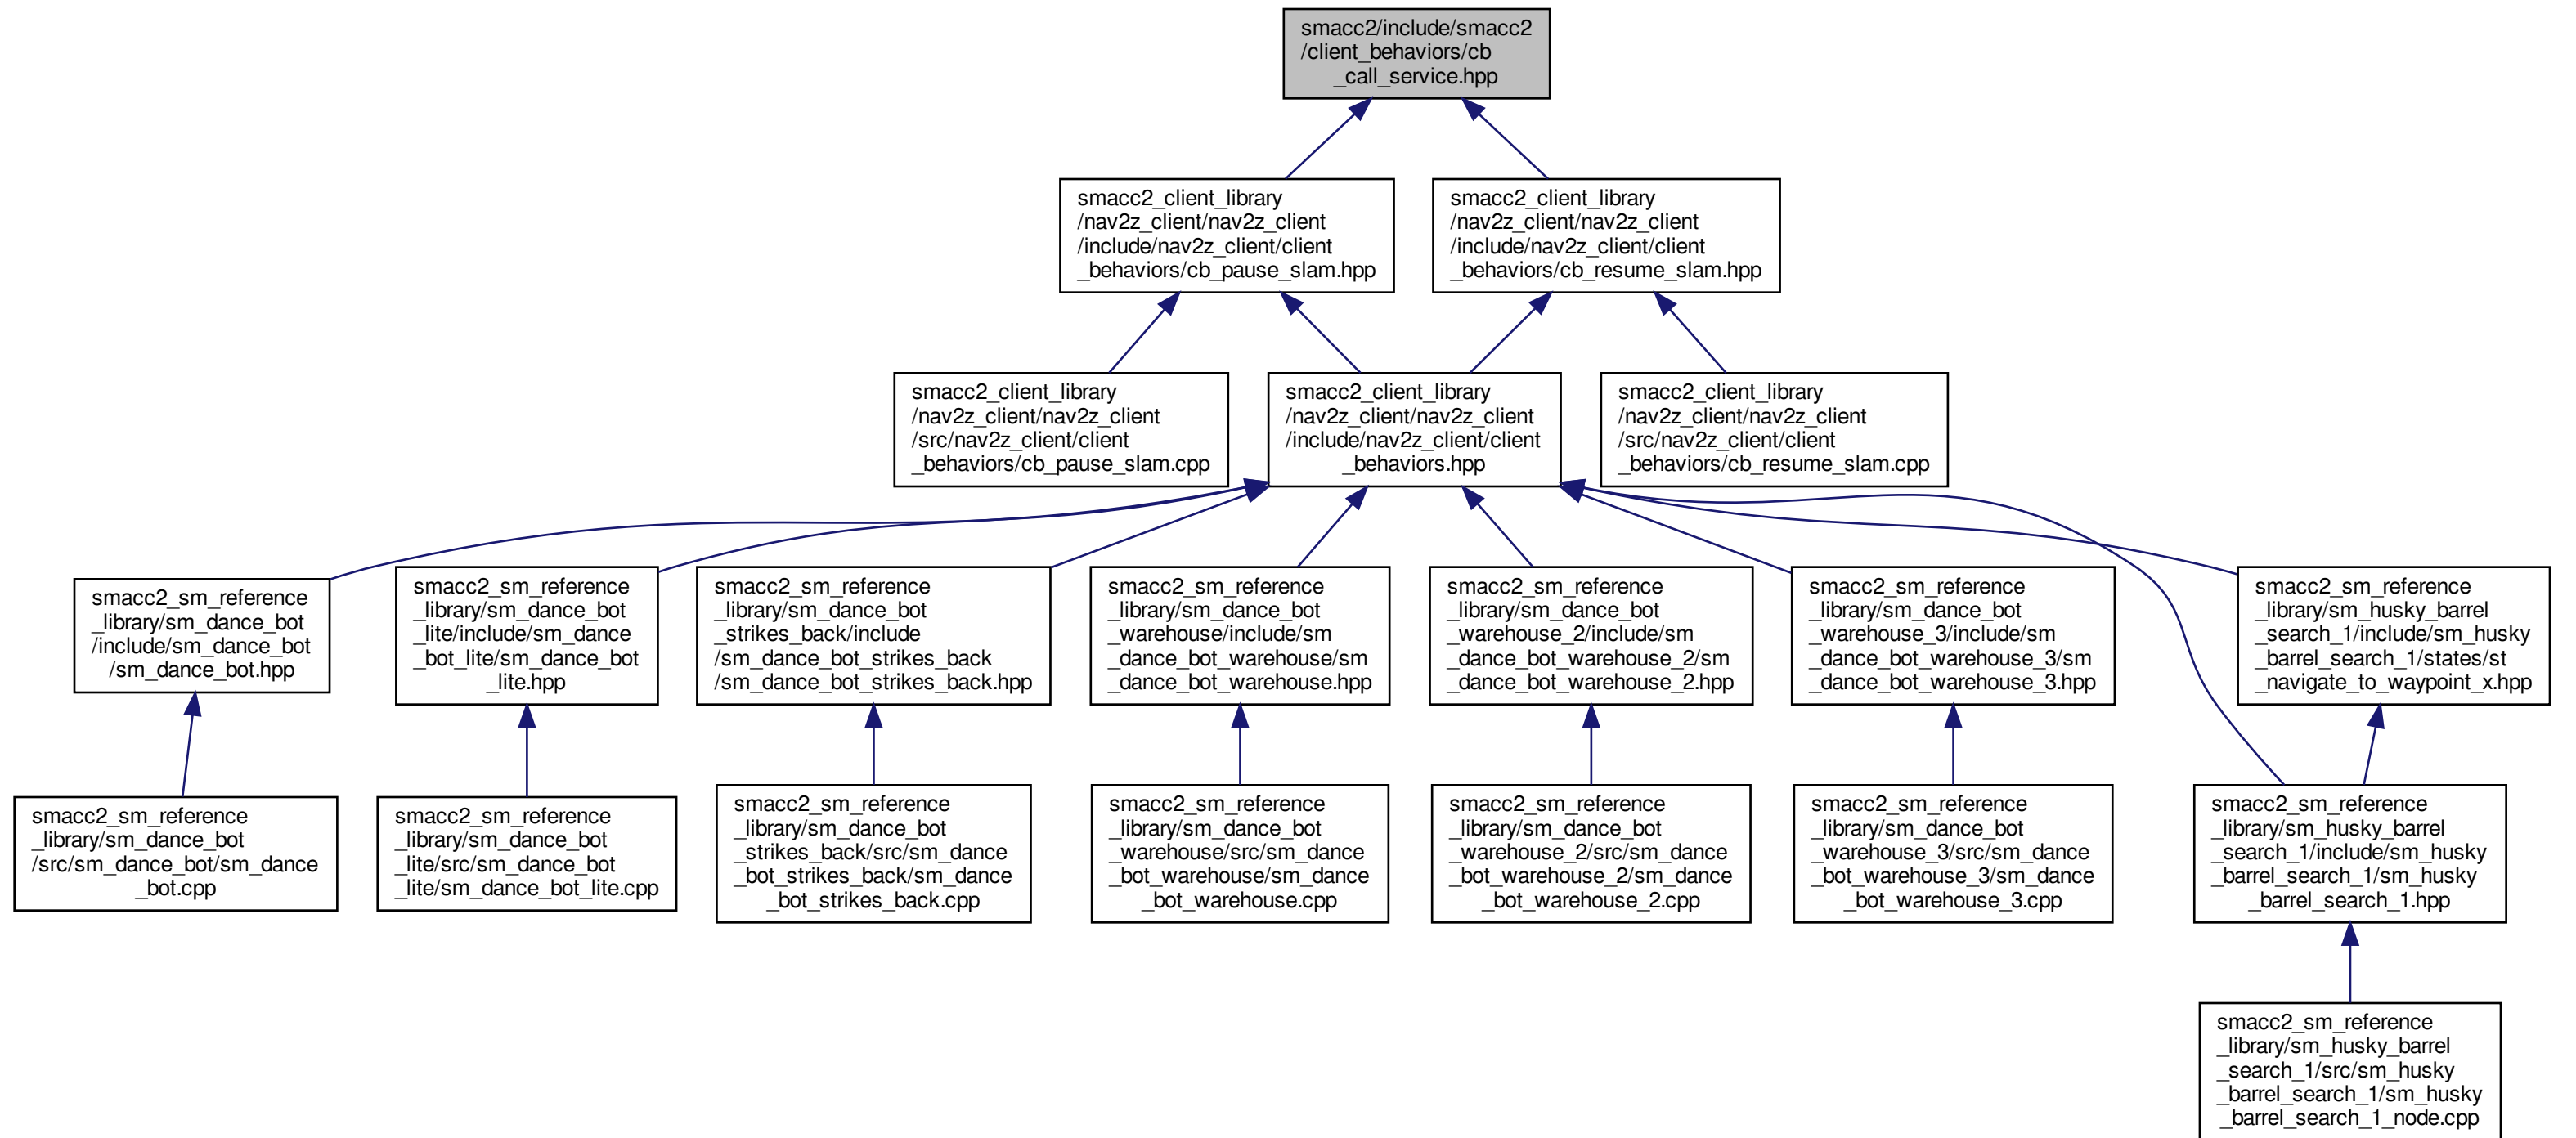 smacc2/include/smacc2
/client_behaviors/cb
_call_service.hpp
smacc2_client_library
/nav2z_client/nav2z_client
/include/nav2z_client/client
_behaviors/cb_pause_slam.hpp
smacc2_client_library
/nav2z_client/nav2z_client
/include/nav2z_client/client
_behaviors/cb_resume_slam.hpp
smacc2_client_library
/nav2z_client/nav2z_client
/src/nav2z_client/client
_behaviors/cb_pause_slam.cpp
smacc2_client_library
/nav2z_client/nav2z_client
/include/nav2z_client/client
_behaviors.hpp
smacc2_client_library
/nav2z_client/nav2z_client
/src/nav2z_client/client
_behaviors/cb_resume_slam.cpp
smacc2_sm_reference
_library/sm_dance_bot
/include/sm_dance_bot
/sm_dance_bot.hpp
smacc2_sm_reference
_library/sm_dance_bot
_lite/include/sm_dance
_bot_lite/sm_dance_bot
_lite.hpp
smacc2_sm_reference
_library/sm_dance_bot
_strikes_back/include
/sm_dance_bot_strikes_back
/sm_dance_bot_strikes_back.hpp
smacc2_sm_reference
_library/sm_dance_bot
_warehouse/include/sm
_dance_bot_warehouse/sm
_dance_bot_warehouse.hpp
smacc2_sm_reference
_library/sm_dance_bot
_warehouse_2/include/sm
_dance_bot_warehouse_2/sm
_dance_bot_warehouse_2.hpp
smacc2_sm_reference
_library/sm_dance_bot
_warehouse_3/include/sm
_dance_bot_warehouse_3/sm
_dance_bot_warehouse_3.hpp
smacc2_sm_reference
_library/sm_husky_barrel
_search_1/include/sm_husky
_barrel_search_1/states/st
_navigate_to_waypoint_x.hpp
smacc2_sm_reference
_library/sm_dance_bot
/src/sm_dance_bot/sm_dance
_bot.cpp
smacc2_sm_reference
_library/sm_dance_bot
_lite/src/sm_dance_bot
_lite/sm_dance_bot_lite.cpp
smacc2_sm_reference
_library/sm_dance_bot
_strikes_back/src/sm_dance
_bot_strikes_back/sm_dance
_bot_strikes_back.cpp
smacc2_sm_reference
_library/sm_dance_bot
_warehouse/src/sm_dance
_bot_warehouse/sm_dance
_bot_warehouse.cpp
smacc2_sm_reference
_library/sm_dance_bot
_warehouse_2/src/sm_dance
_bot_warehouse_2/sm_dance
_bot_warehouse_2.cpp
smacc2_sm_reference
_library/sm_dance_bot
_warehouse_3/src/sm_dance
_bot_warehouse_3/sm_dance
_bot_warehouse_3.cpp
smacc2_sm_reference
_library/sm_husky_barrel
_search_1/include/sm_husky
_barrel_search_1/sm_husky
_barrel_search_1.hpp
smacc2_sm_reference
_library/sm_husky_barrel
_search_1/src/sm_husky
_barrel_search_1/sm_husky
_barrel_search_1_node.cpp